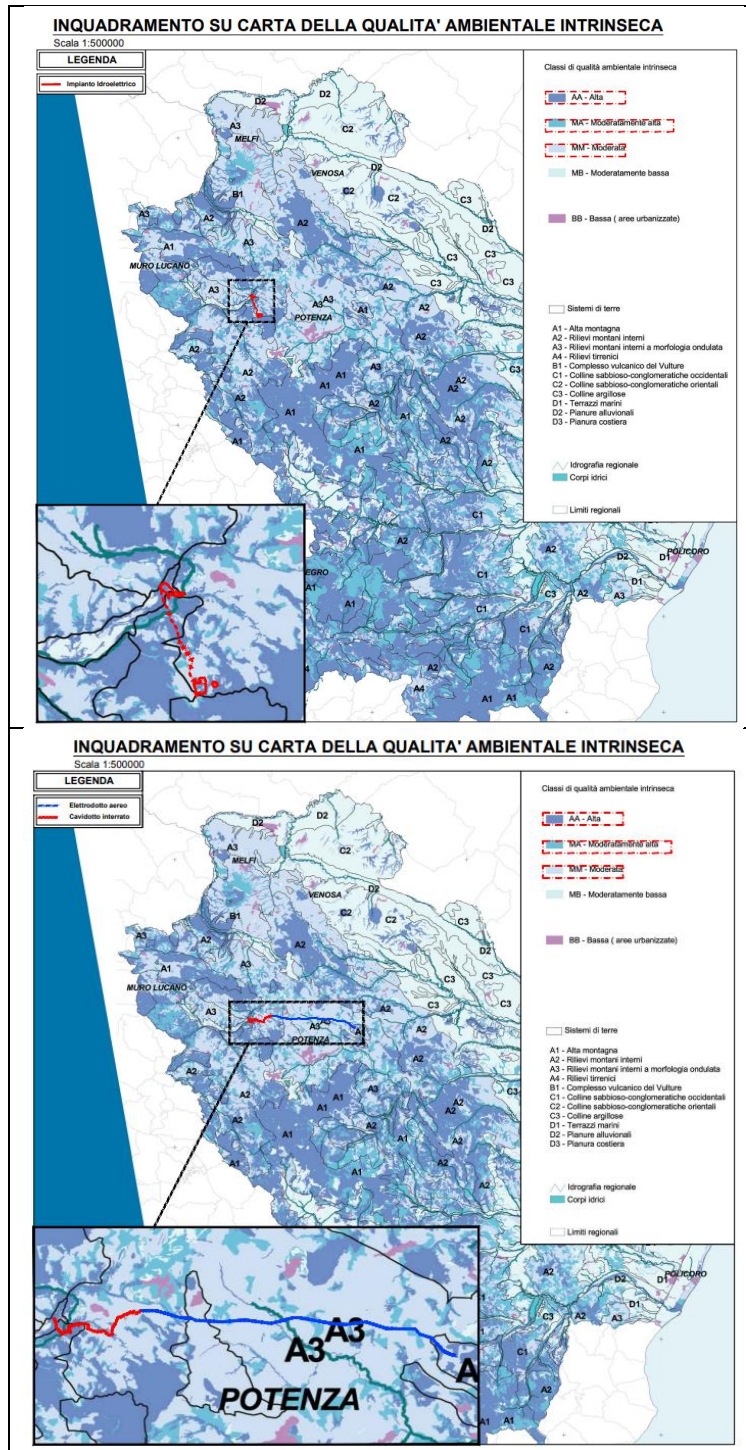 INQUADRAMENTO SU CARTA DELLA QUALITA' AMBIENTALE INTRINSECA
Scala 1:500000
LEGENDA
Impianto Idroelettrico
Classi di qualità ambientale intrinseca
AA - Alta
MA - Moderatamente alta
MM - Moderata
MB - Moderatamente bassa
BB - Bassa ( aree urbanizzate)
Sistemi di terre
A1 - Alta montagna
A2 - Rilievi montani interni
A3 - Rilievi montani interni a morfologia ondulata
A4 - Rilievi tirrenici
B1 - Complesso vulcanico del Vulture
C1 - Colline sabbioso-conglomeratiche occidentali
C2 - Colline sabbioso-conglomeratiche orientali
C3 - Colline argillose
D1 - Terrazzi marini
D2 - Pianure alluvionali
D3 - Pianura costiera
Idrografia regionale
Corpi idrici
Limiti regionali
MELFI
VENOSA
MURO LUCANO
POTENZA
EGRO
POLICORO
INQUADRAMENTO SU CARTA DELLA QUALITA' AMBIENTALE INTRINSECA
Scala 1:500000
LEGENDA
Elettrodotto aereo
Cavidotto interrato
Classi di qualità ambientale intrinseca
AA - Alta
MA - Moderatamente alta
MM - Moderata
MB - Moderatamente bassa
BB - Bassa ( aree urbanizzate)
Sistemi di terre
A1 - Alta montagna
A2 - Rilievi montani interni
A3 - Rilievi montani interni a morfologia ondulata
A4 - Rilievi tirrenici
B1 - Complesso vulcanico del Vulture
C1 - Colline sabbioso-conglomeratiche occidentali
C2 - Colline sabbioso-conglomeratiche orientali
C3 - Colline argillose
D1 - Terrazzi marini
D2 - Pianure alluvionali
D3 - Pianura costiera
Idrografia regionale
Corpi idrici
Limiti regionali
MELFI
VENOSA
MURO LUCANO
POTENZA
POLICORO
A3
A3
A
POTENZA